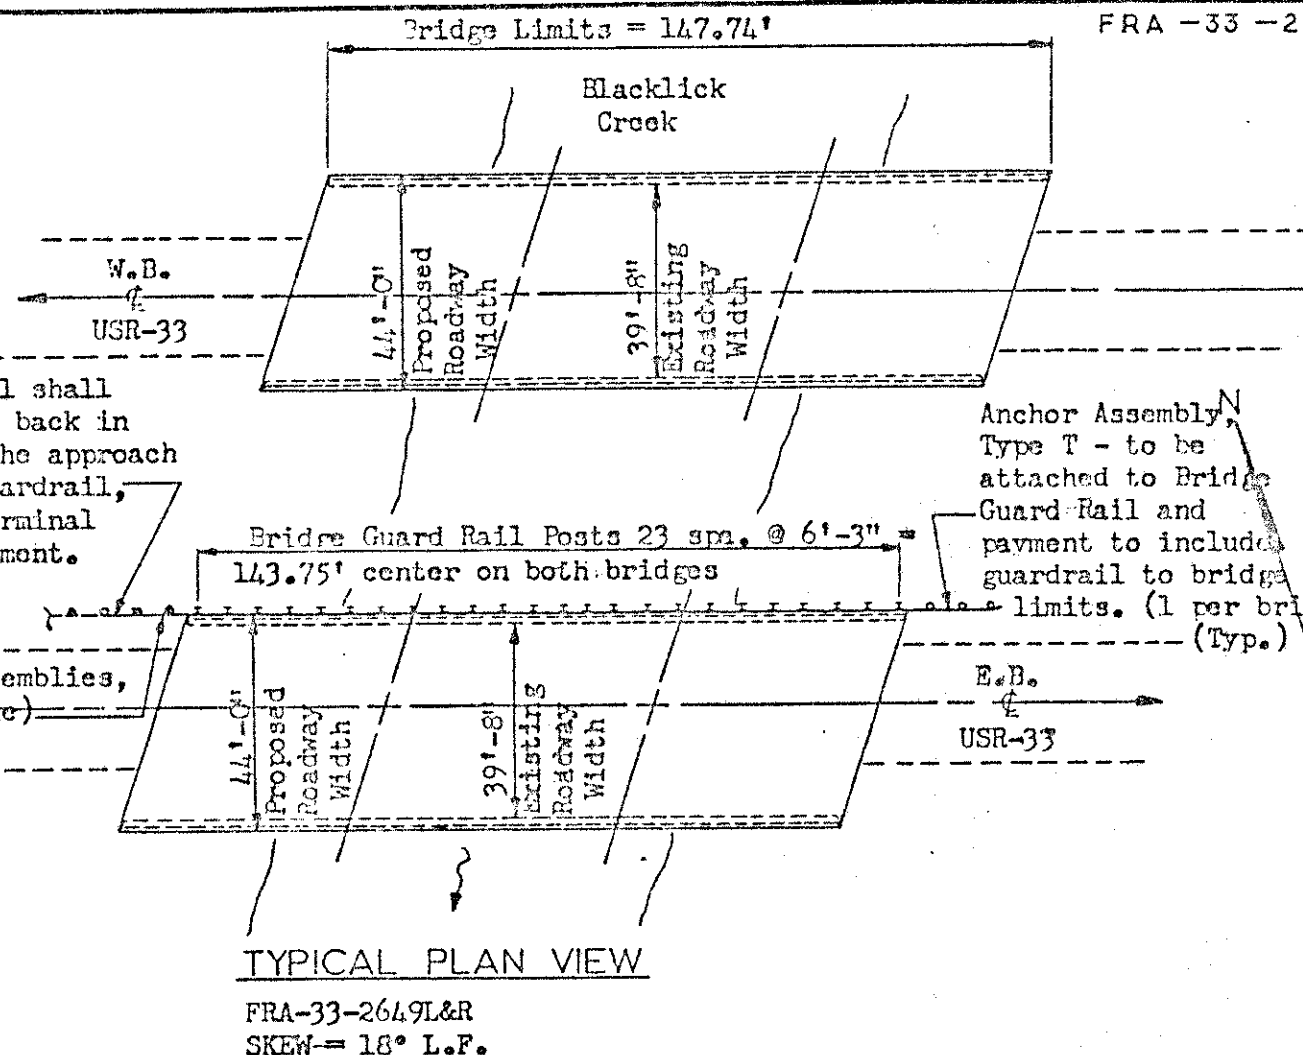 Bridge Limits = 147.74'
FRA-33-2
Blacklick
Creek
44'-0"
Proposed
Roadway
Width
39'-8"
Existing
Roadway
Width
W.B.
℄
USR-33
l shall
back in
he approach
ardrail,
rminal
ment.
N
Anchor Assembly,
Type T - to be
attached to Bridge
Guard Rail and
payment to include
guardrail to bridge
limits. (1 per bri
(Typ.)
Bridge Guard Rail Posts 23 spa. @ 6'-3" =
143.75' center on both bridges
emblies,
e)
44'-0"
Proposed
Roadway
Width
39'-8"
Existing
Roadway
Width
E.B.
℄
USR-33
TYPICAL PLAN VIEW
FRA-33-2649L&R
SKEW = 18° L.F.